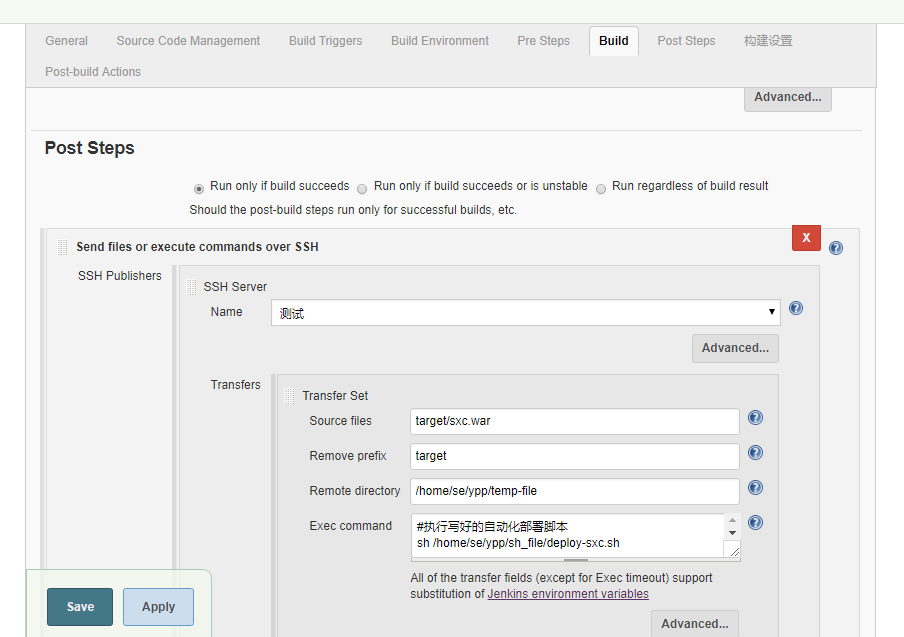 General Source Code Management Build Triggers Build Environment Pre Steps Build Post Steps 构建设置
Post-build Actions
Advanced...
Post Steps
Run only if build succeeds Run only if build succeeds or is unstable Run regardless of build result
Should the post-build steps run only for successful builds, etc.
Send files or execute commands over SSH X
SSH Publishers
SSH Server
Name 测试
Advanced...
Transfers
Transfer Set
Source files target/sxc.war
Remove prefix target
Remote directory /home/se/ypp/temp-file
Exec command #执行写好的自动化部署脚本
sh /home/se/ypp/sh_file/deploy-sxc.sh
All of the transfer fields (except for Exec timeout) support
substitution of Jenkins environment variables
Save Apply
Advanced...